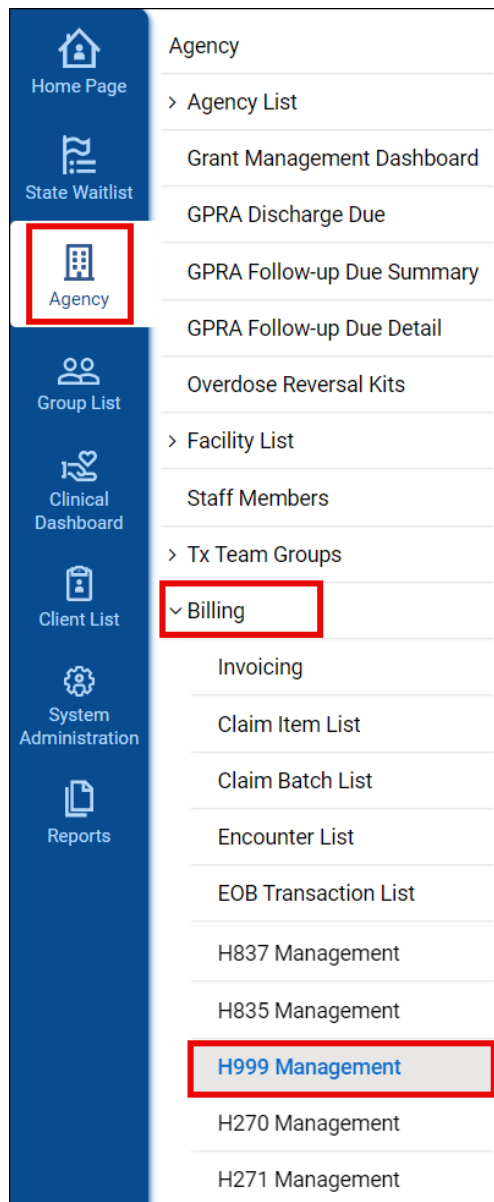 Home Page
State Waitlist
Agency
Group List
Clinical
Dashboard
Client List
System
Administration
Reports
Agency
Agency List
Grant Management Dashboard
GPRA Discharge Due
GPRA Follow-up Due Summary
GPRA Follow-up Due Detail
Overdose Reversal Kits
Facility List
Staff Members
Tx Team Groups
Billing
Invoicing
Claim Item List
Claim Batch List
Encounter List
EOB Transaction List
H837 Management
H835 Management
H999 Management
H270 Management
H271 Management